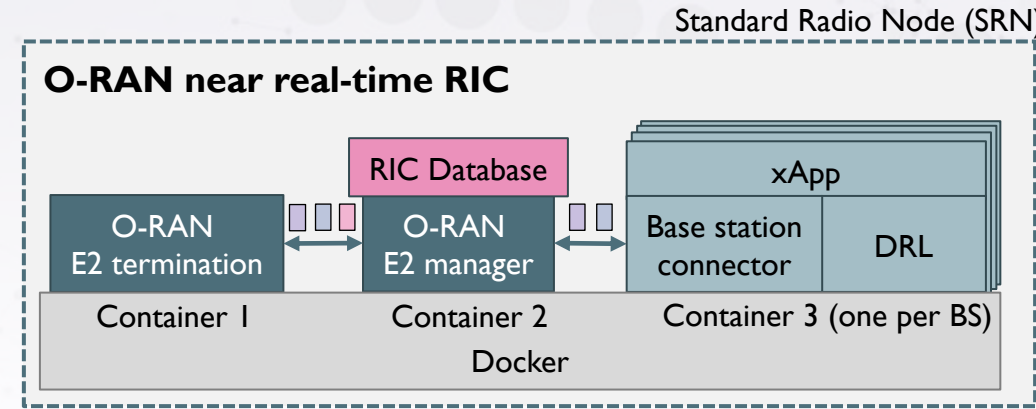 Standard Radio Node (SRN)
O-RAN near real-time RIC
RIC Database
xApp
O-RAN
E2 termination
O-RAN
E2 manager
Base station
connector
DRL
Container 1
Container 2
Container 3 (one per BS)
Docker